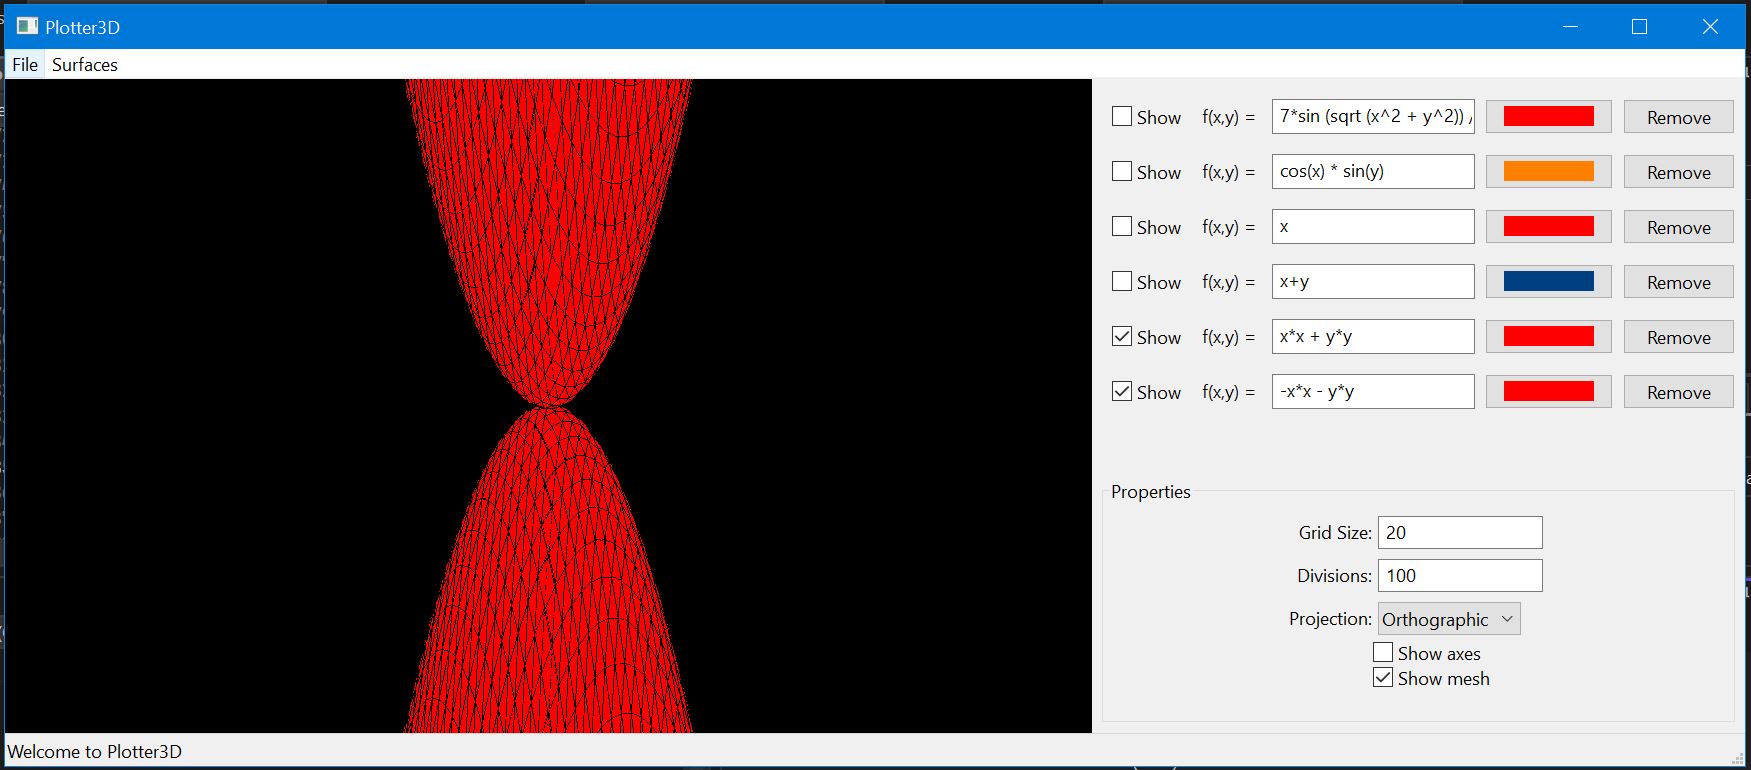 Plotter3D
File Surfaces
Show f(x,y) = 7*sin (sqrt (x^2 + y^2)) / Remove
Show f(x,y) = cos(x) * sin(y) Remove
Show f(x,y) = x Remove
Show f(x,y) = x+y Remove
Show f(x,y) = x*x + y*y Remove
Show f(x,y) = -x*x - y*y Remove
Properties
Grid Size: 20
Divisions: 100
Projection: Orthographic
Show axes
Show mesh
Welcome to Plotter3D